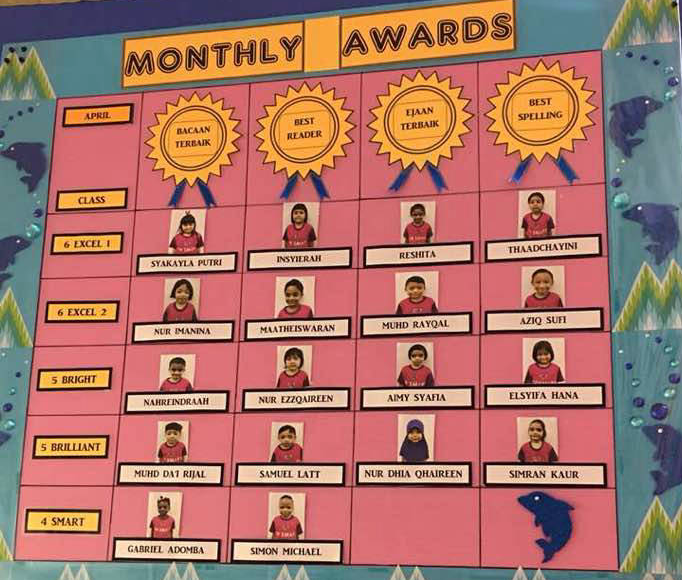 MONTHLY AWARDS
APRIL
BACAAN
TERBAIK
BEST
READER
EJAAN
TERBAIK
BEST
SPELLING
CLASS
6 EXCEL 1
SYAKAYLA PUTRI
INSYIERAH
RESHITA
THAADCHAYINI
6 EXCEL 2
NUR IMANINA
MAATHEISWARAN
MUHD RAYQAL
AZIQ SUFI
5 BRIGHT
NAHREINDRAAH
NUR EZZQAIREEN
AIMY SYAFIA
ELSYIFA HANA
5 BRILLIANT
MUHD DA'I RIJAL
SAMUEL LATT
NUR DHIA QHAIREEN
SIMRAN KAUR
4 SMART
GABRIEL ADOMBA
SIMON MICHAEL